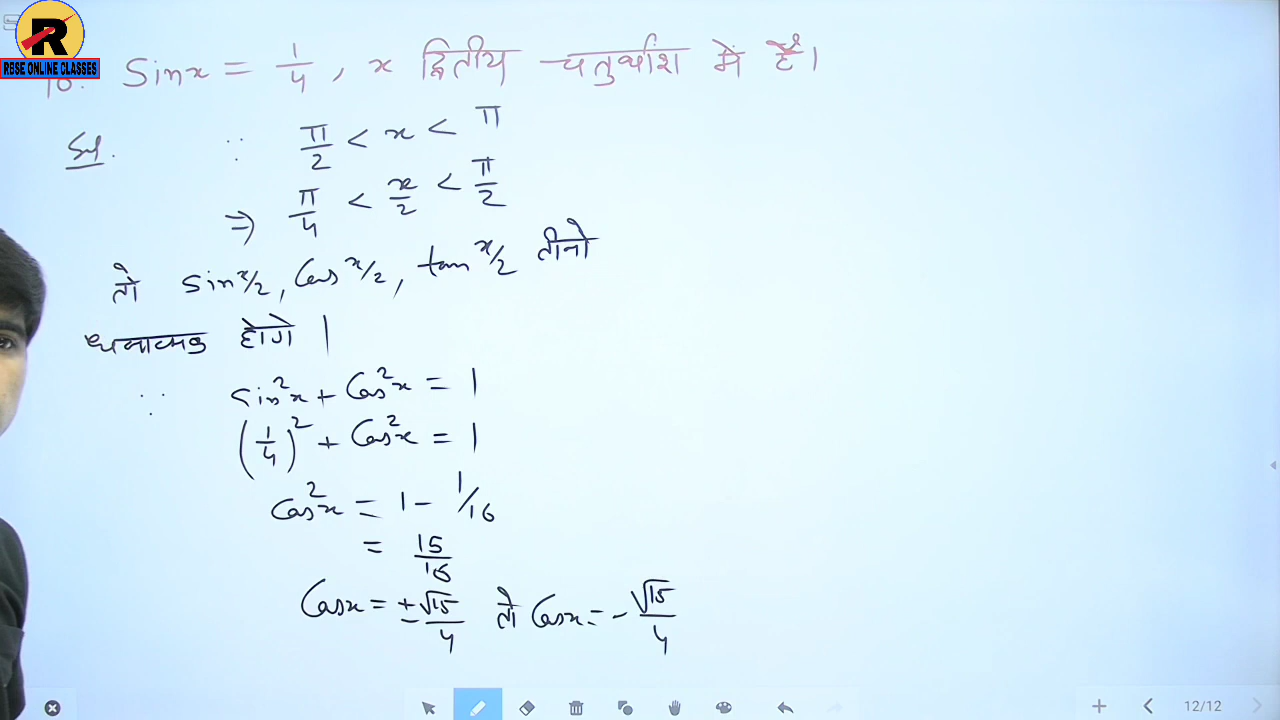 RBSE ONLINE CLASSES
10. Sinx = 1/4, x द्वितीय चतुर्थांश में है।
Sol. ∵ π/2 < x < π
⇒ π/4 < x/2 < π/2
तो sin x/2, Cos x/2, tan x/2 तीनो
धनात्मक होगे |
∵ sin²x + Cos²x = 1
(1/4)² + Cos²x = 1
Cos²x = 1 - 1/16
= 15/16
Cosx = ±√15/4 तो Cosx = -√15/4
12/12